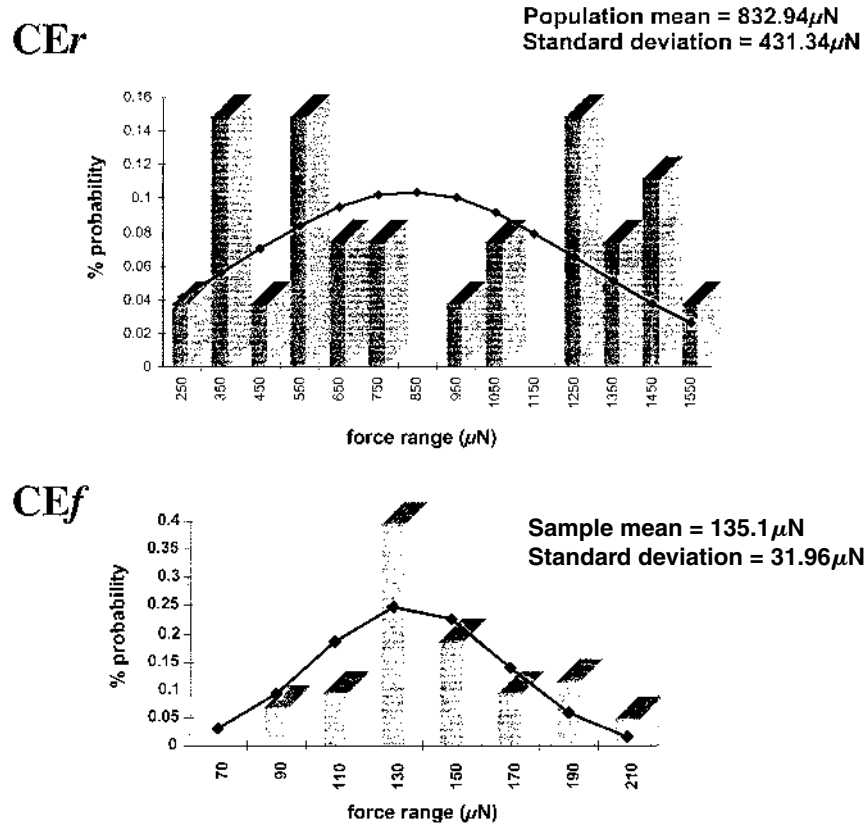 CEr
Population mean = 832.94μN
Standard deviation = 431.34μN
% probability
0.16
0.14
0.12
0.1
0.08
0.06
0.04
0.02
0
250 350 450 550 650 750 850 950 1050 1150 1250 1350 1450 1550
force range (μN)
CEf
Sample mean = 135.1μN
Standard deviation = 31.96μN
% probability
0.4
0.35
0.3
0.25
0.2
0.15
0.1
0.05
0
70 90 110 130 150 170 190 210
force range (μN)